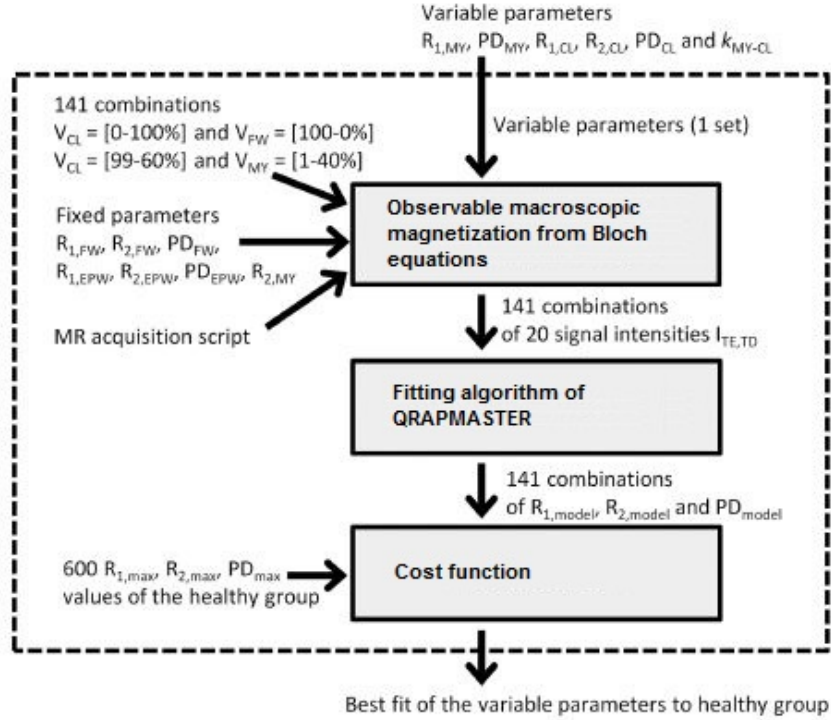 Variable parameters
R1,MY, PDMY, R1,CL, R2,CL, PDCL and kMY-CL
141 combinations
VCL = [0-100%] and VFW = [100-0%]
VCL = [99-60%] and VMY = [1-40%]
Variable parameters (1 set)
Fixed parameters
R1,FW, R2,FW, PDFW,
R1,EPW, R2,EPW, PDEPW, R2,MY
MR acquisition script
Observable macroscopic
magnetization from Bloch
equations
141 combinations
of 20 signal intensities ITE,TD
Fitting algorithm of
QRAPMASTER
141 combinations
of R1,model, R2,model and PDmodel
600 R1,max, R2,max, PDmax
values of the healthy group
Cost function
Best fit of the variable parameters to healthy group